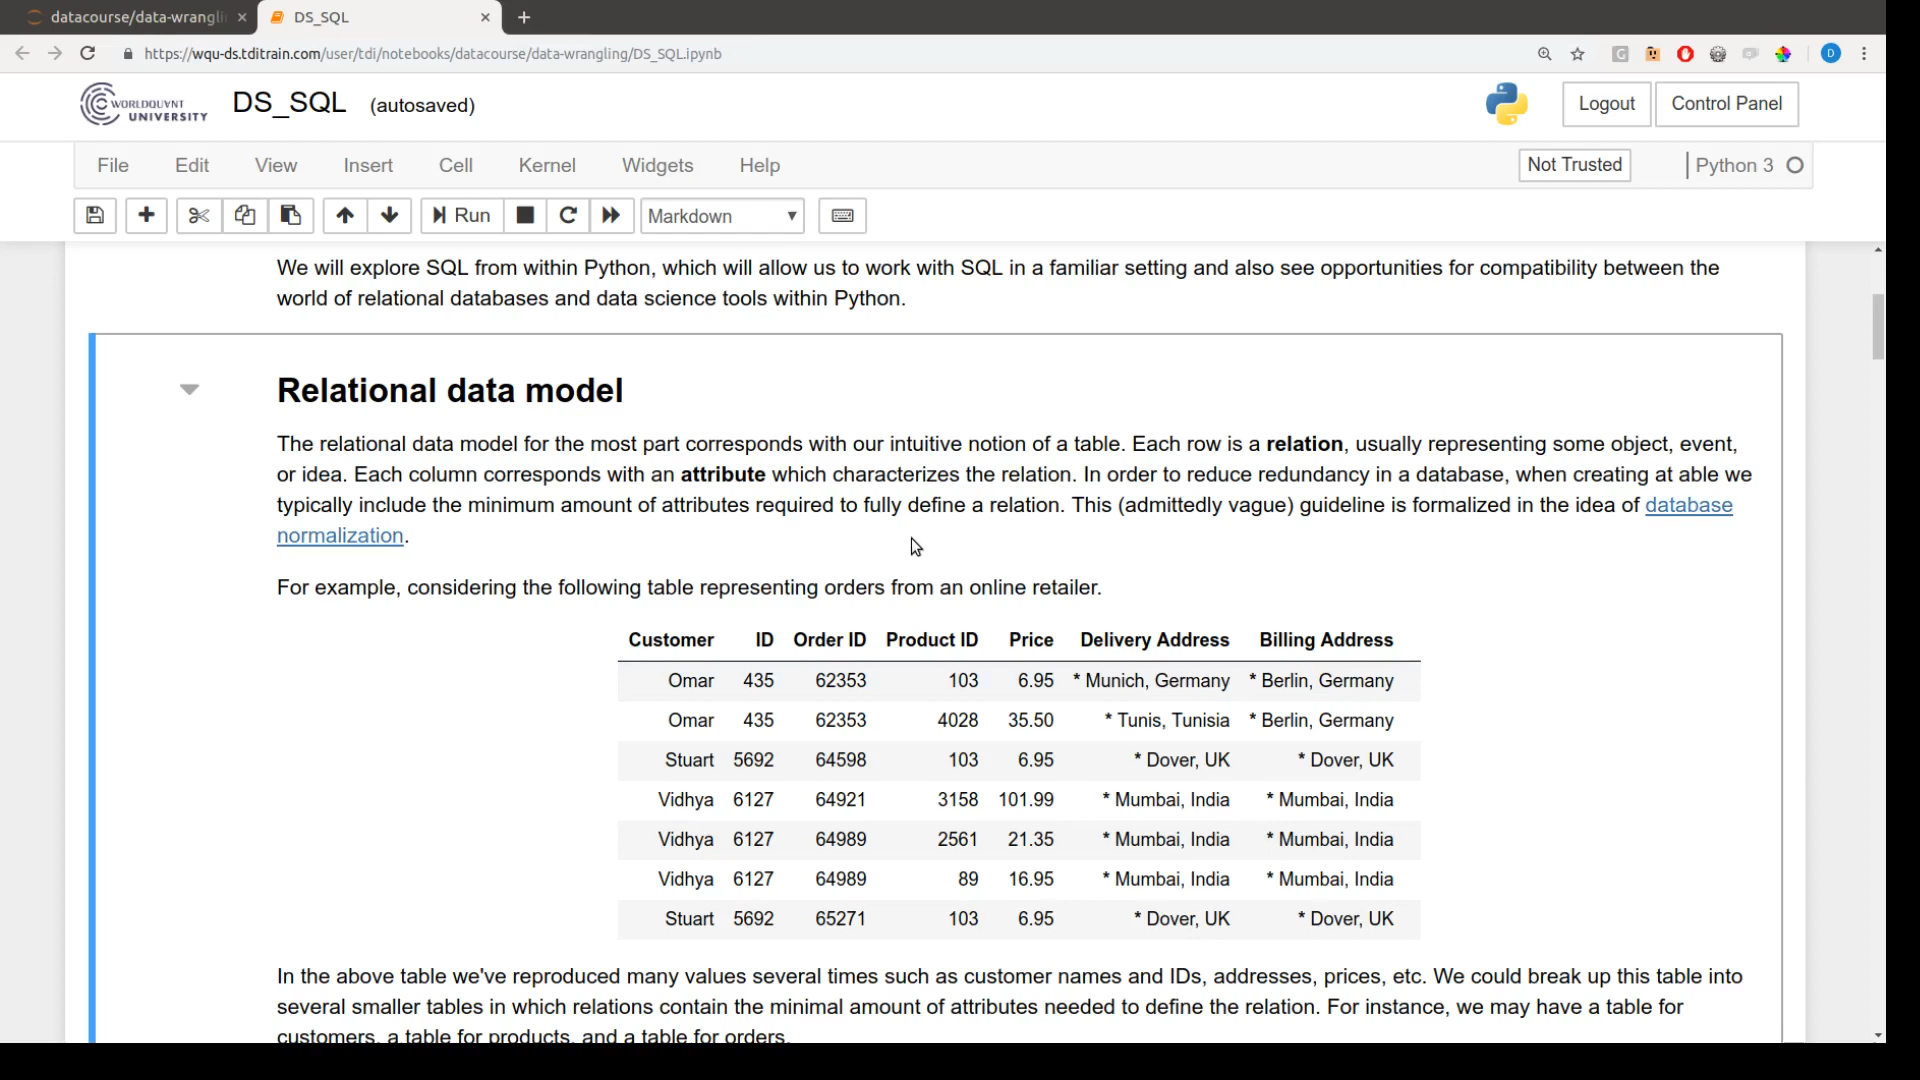 datacourse/data-wrangli
DS_SQL
https://wqu-ds.tditrain.com/user/tdi/notebooks/datacourse/data-wrangling/DS_SQL.ipynb
D
WORLDQUVNT
UNIVERSITY
DS_SQL (autosaved)
Logout
Control Panel
File Edit View Insert Cell Kernel Widgets Help
Not Trusted
Python 3
Run
Markdown
We will explore SQL from within Python, which will allow us to work with SQL in a familiar setting and also see opportunities for compatibility between the
world of relational databases and data science tools within Python.
Relational data model
The relational data model for the most part corresponds with our intuitive notion of a table. Each row is a relation, usually representing some object, event,
or idea. Each column corresponds with an attribute which characterizes the relation. In order to reduce redundancy in a database, when creating at able we
typically include the minimum amount of attributes required to fully define a relation. This (admittedly vague) guideline is formalized in the idea of database
normalization.
For example, considering the following table representing orders from an online retailer.
Customer ID Order ID Product ID Price Delivery Address Billing Address
Omar 435 62353 103 6.95 * Munich, Germany * Berlin, Germany
Omar 435 62353 4028 35.50 * Tunis, Tunisia * Berlin, Germany
Stuart 5692 64598 103 6.95 * Dover, UK * Dover, UK
Vidhya 6127 64921 3158 101.99 * Mumbai, India * Mumbai, India
Vidhya 6127 64989 2561 21.35 * Mumbai, India * Mumbai, India
Vidhya 6127 64989 89 16.95 * Mumbai, India * Mumbai, India
Stuart 5692 65271 103 6.95 * Dover, UK * Dover, UK
In the above table we've reproduced many values several times such as customer names and IDs, addresses, prices, etc. We could break up this table into
several smaller tables in which relations contain the minimal amount of attributes needed to define the relation. For instance, we may have a table for
customers, a table for products, and a table for orders.